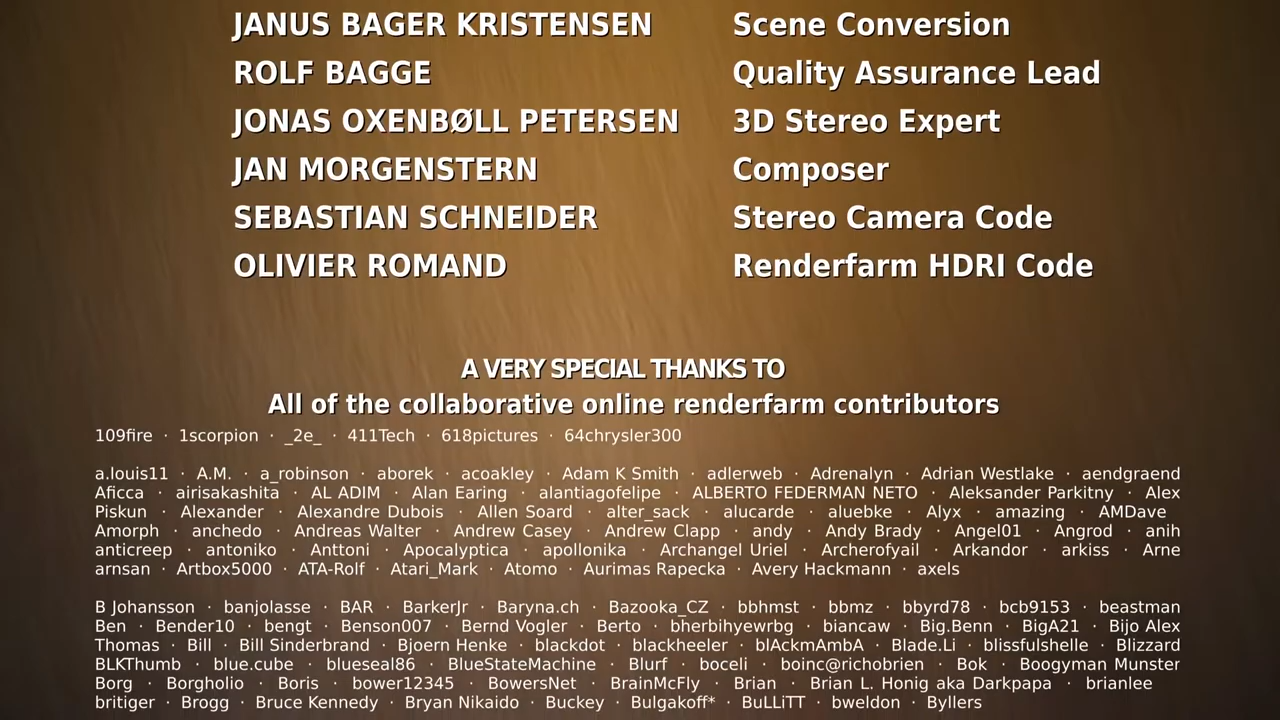 JANUS BAGER KRISTENSEN Scene Conversion
ROLF BAGGE Quality Assurance Lead
JONAS OXENBØLL PETERSEN 3D Stereo Expert
JAN MORGENSTERN Composer
SEBASTIAN SCHNEIDER Stereo Camera Code
OLIVIER ROMAND Renderfarm HDRI Code
A VERY SPECIAL THANKS TO
All of the collaborative online renderfarm contributors
109fire · 1scorpion · _2e_ · 411Tech · 618pictures · 64chrysler300
a.louis11 · A.M. · a_robinson · aborek · acoakley · Adam K Smith · adlerweb · Adrenalyn · Adrian Westlake · aendgraend
Aficca · airisakashita · AL ADIM · Alan Earing · alantiagofelipe · ALBERTO FEDERMAN NETO · Aleksander Parkitny · Alex
Piskun · Alexander · Alexandre Dubois · Allen Soard · alter_sack · alucarde · aluebke · Alyx · amazing · AMDave
Amorph · anchedo · Andreas Walter · Andrew Casey · Andrew Clapp · andy · Andy Brady · Angel01 · Angrod · anih
anticreep · antoniko · Anttoni · Apocalyptica · apollonika · Archangel Uriel · Archerofyail · Arkandor · arkiss · Arne
arnsan · Artbox5000 · ATA-Rolf · Atari_Mark · Atomo · Aurimas Rapecka · Avery Hackmann · axels
B Johansson · banjolasse · BAR · BarkerJr · Baryna.ch · Bazooka_CZ · bbhmst · bbmz · bbyrd78 · bcb9153 · beastman
Ben · Bender10 · bengt · Benson007 · Bernd Vogler · Berto · bherbihyewrbg · biancaw · Big.Benn · BigA21 · Bijo Alex
Thomas · Bill · Bill Sinderbrand · Bjoern Henke · blackdot · blackheeler · blAckmAmbA · Blade.Li · blissfulshelle · Blizzard
BLKThumb · blue.cube · blueseal86 · BlueStateMachine · Blurf · boceli · boinc@richobrien · Bok · Boogyman Munster
Borg · Borgholio · Boris · bower12345 · BowersNet · BrainMcFly · Brian · Brian L. Honig aka Darkpapa · brianlee
britiger · Brogg · Bruce Kennedy · Bryan Nikaido · Buckey · Bulgakoff* · BuLLiTT · bweldon · Byllers